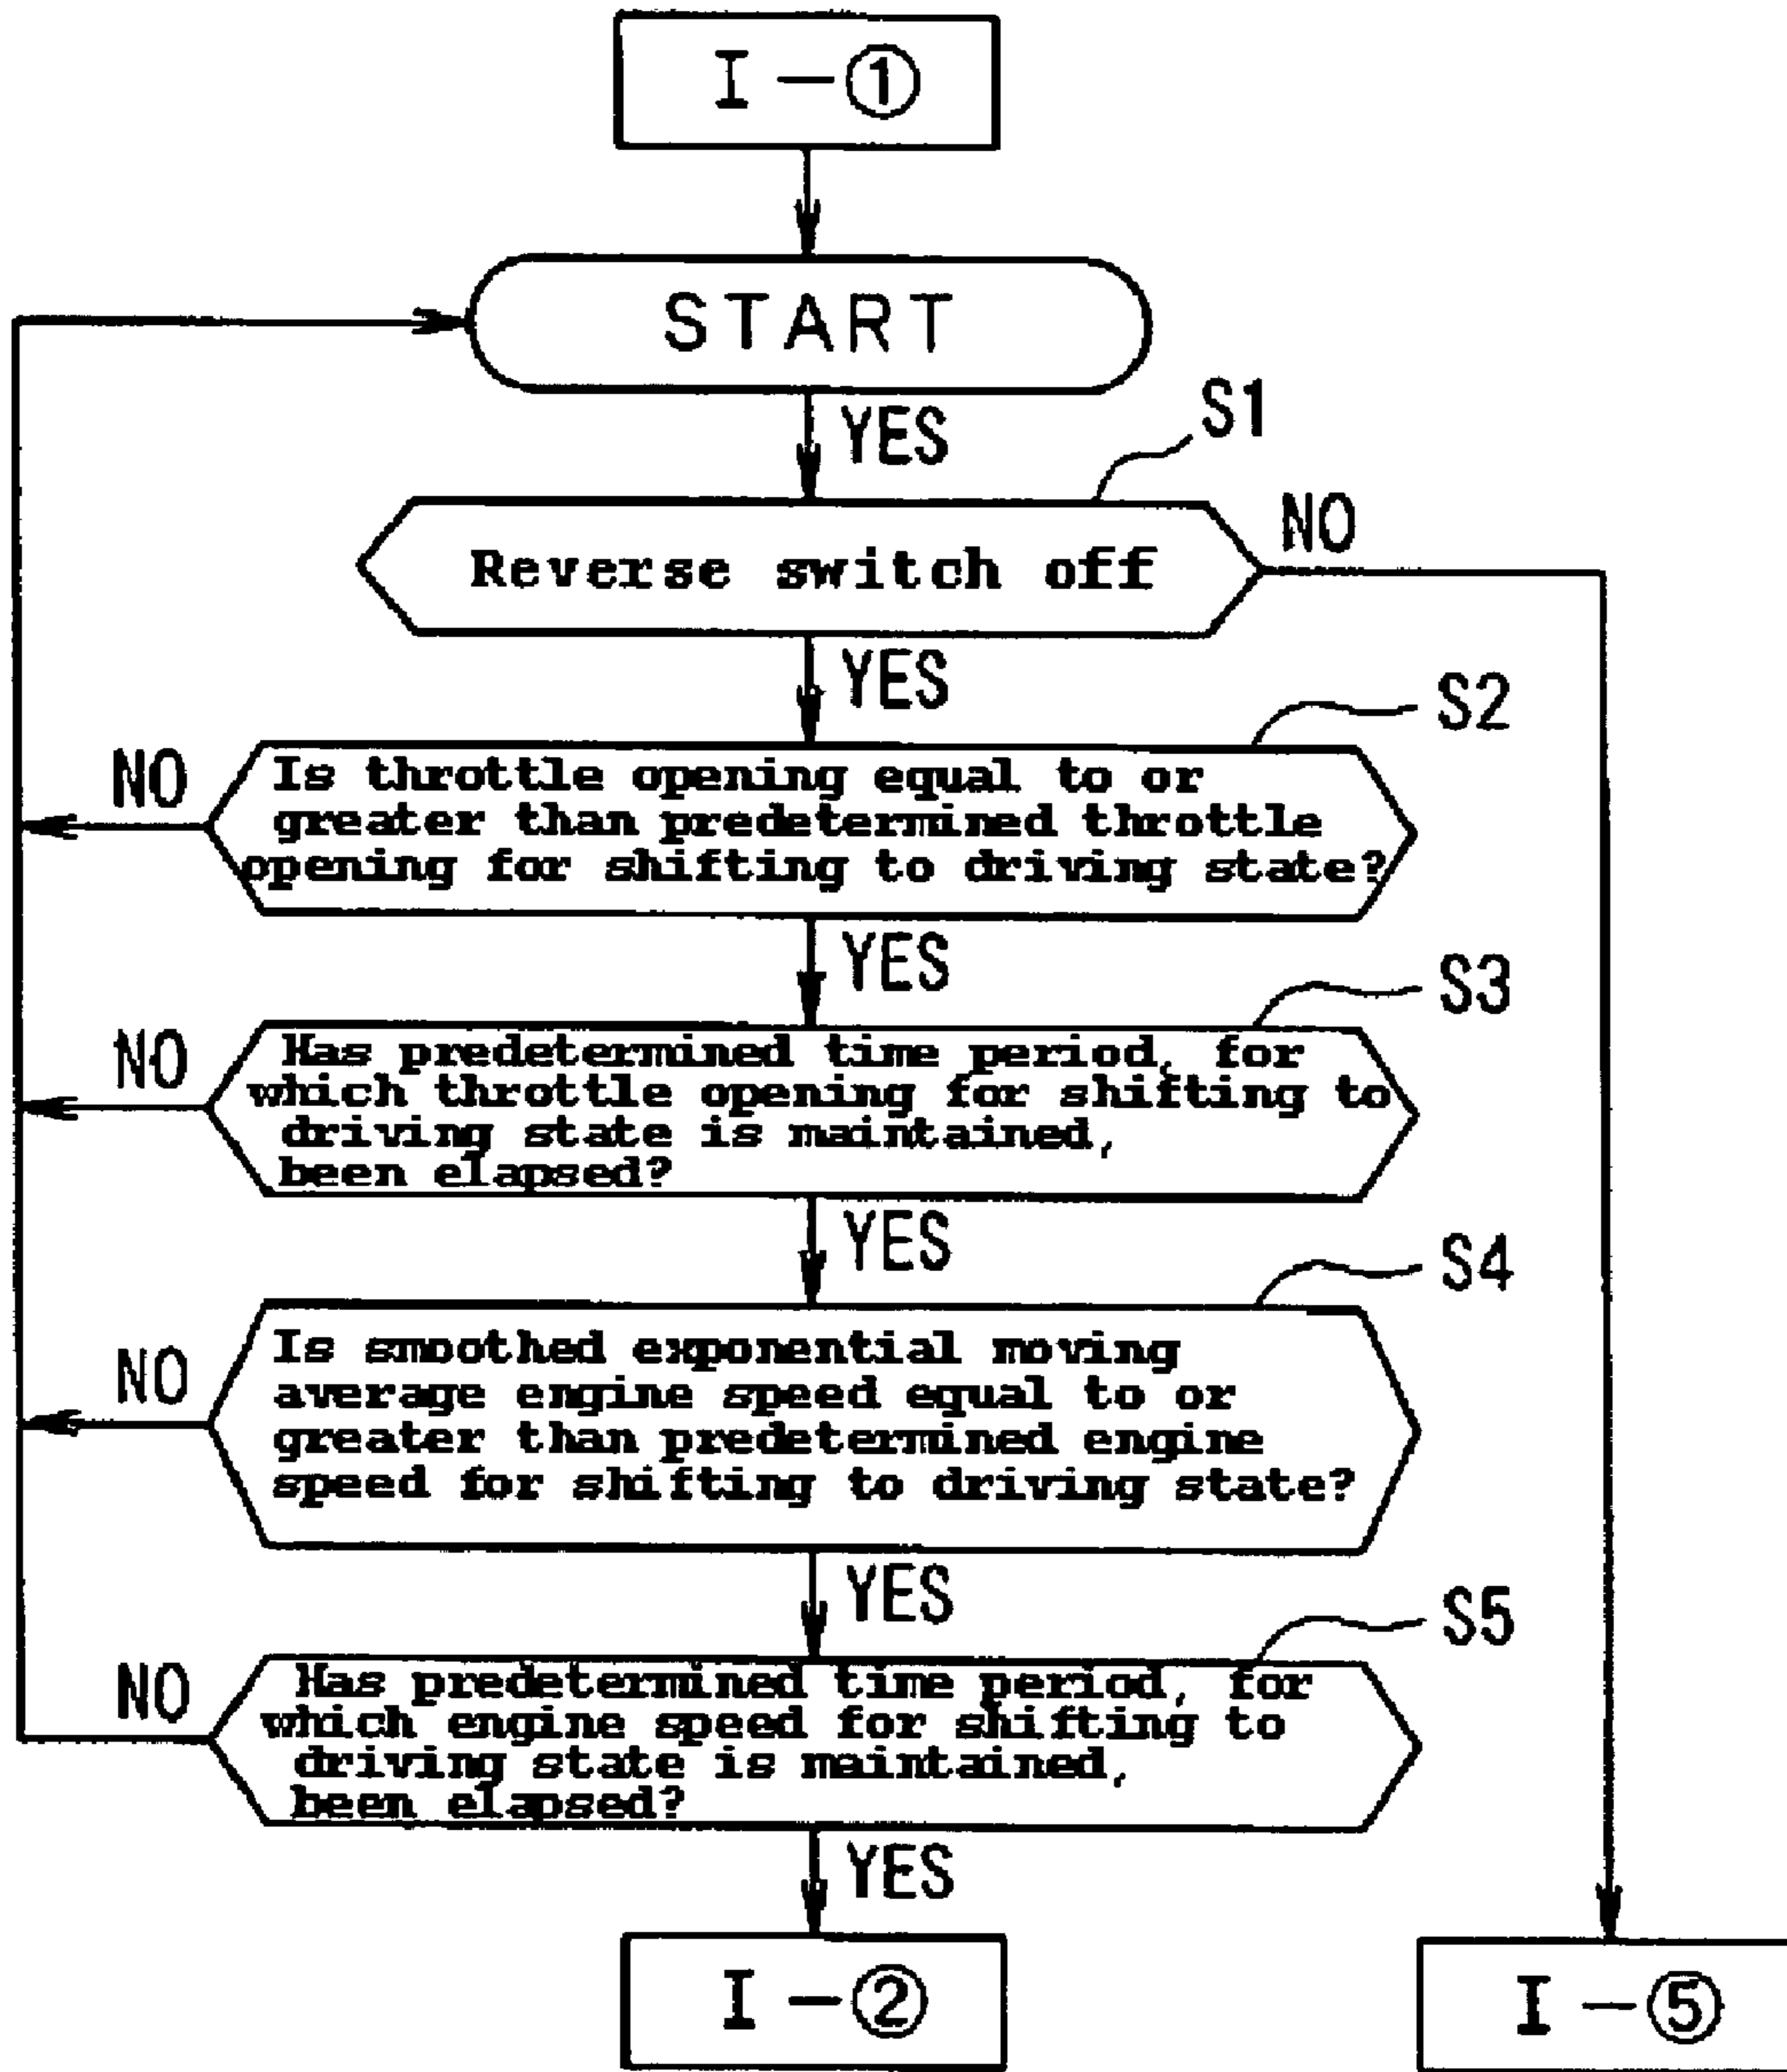 I-①
START
YES
S1
Reverse switch off
NO
YES
S2
NO
Is throttle opening equal to or
greater than predetermined throttle
opening for shifting to driving state?
YES
S3
NO
Has predetermined time period, for
which throttle opening for shifting to
driving state is maintained,
been elapsed?
YES
S4
NO
Is smoothed exponential moving
average engine speed equal to or
greater than predetermined engine
speed for shifting to driving state?
YES
S5
NO
Has predetermined time period, for
which engine speed for shifting to
driving state is maintained,
been elapsed?
YES
I-②
I-⑤